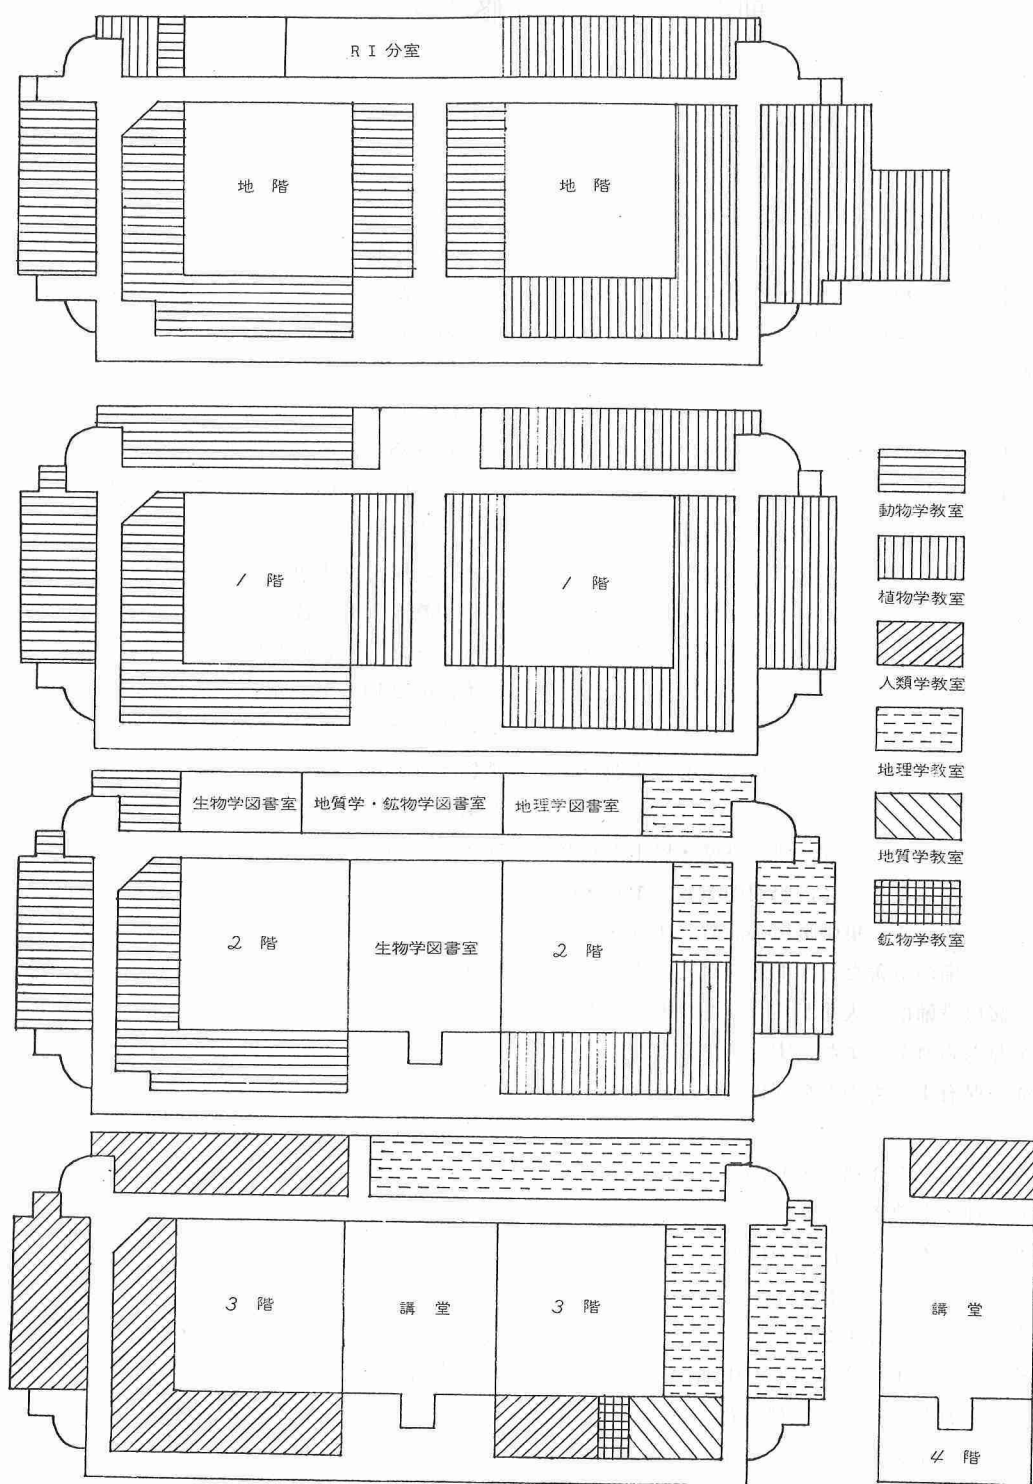 RI分室
地階
地階
1階
1階
動物学教室
植物学教室
人類学教室
地理学教室
地質学教室
鉱物学教室
生物学図書室
地質学・鉱物学図書室
地理学図書室
2階
生物学図書室
2階
3階
講堂
3階
講堂
4階